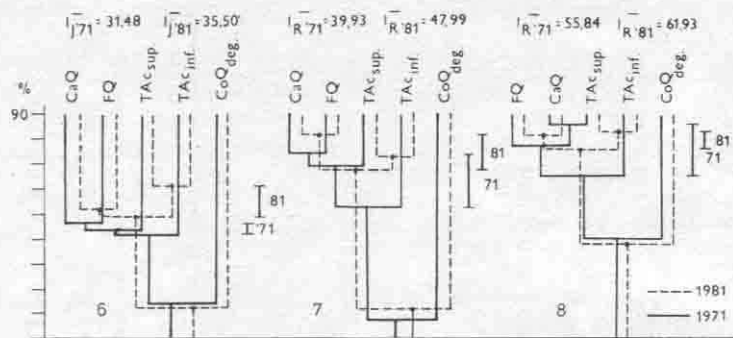 I̅J'71 = 31,48 I̅J'81 = 35,50 I̅R'71 = 39,93 I̅R'81 = 47,99 I̅R'71 = 55,84 I̅R'81 = 61,93
%
90
CaQ FQ TAc sup. TAc inf. CoQ deg.
CaQ FQ TAc sup. TAc inf. CoQ deg.
FQ CaQ TAc sup. TAc inf. CoQ deg.
81
'71
81
71
81
71
6 7 8
1981
1971